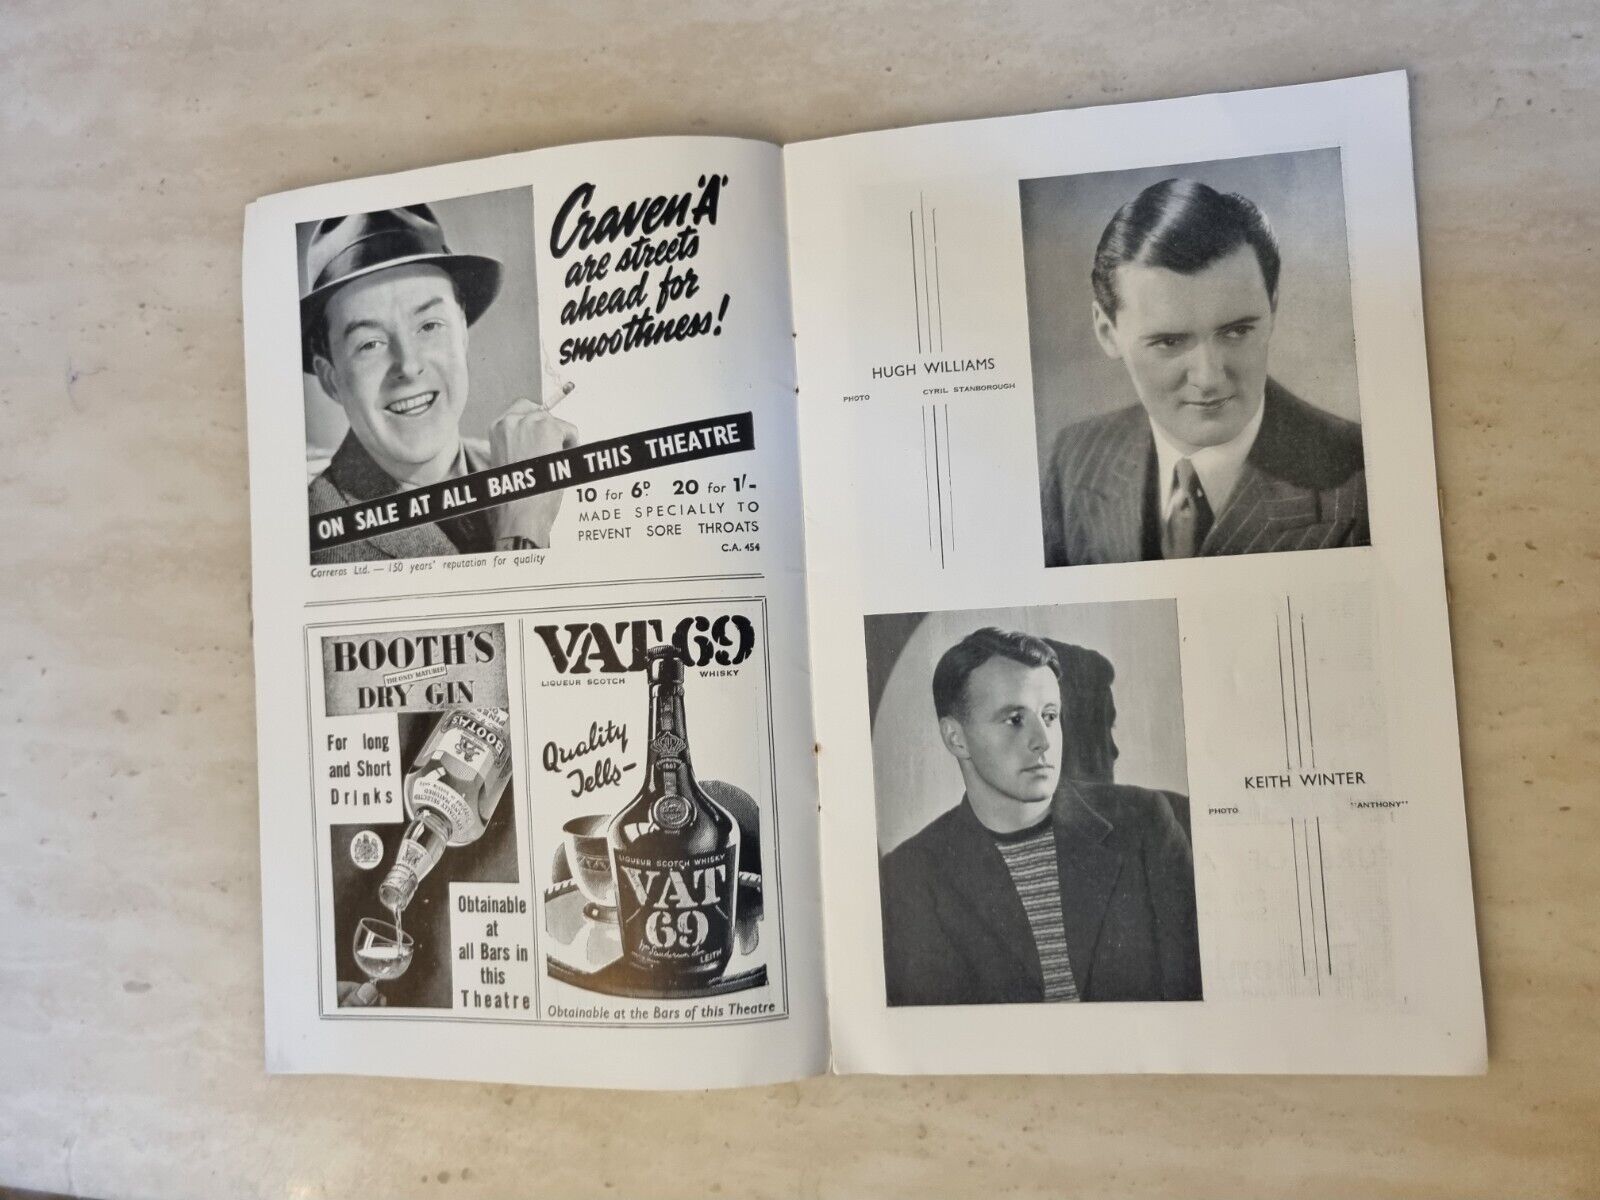 Craven 'A'
are streets
ahead for
smoothness!
ON SALE AT ALL BARS IN THIS THEATRE
10 for 6D. 20 for 1/-
MADE SPECIALLY TO
PREVENT SORE THROATS
C.A. 454
Carreras Ltd. — 150 years' reputation for quality
BOOTH'S
THE ONLY MATURED
DRY GIN
For long
and Short
Drinks
BOOTH'S
Obtainable
at
all Bars in
this
Theatre
VAT 69
LIQUEUR SCOTCH WHISKY
Quality
Tells—
LIQUEUR SCOTCH WHISKY
VAT
69
Wm Sanderson & Son
LEITH
Obtainable at the Bars of this Theatre
HUGH WILLIAMS
PHOTO CYRIL STANBOROUGH
KEITH WINTER
PHOTO "ANTHONY"